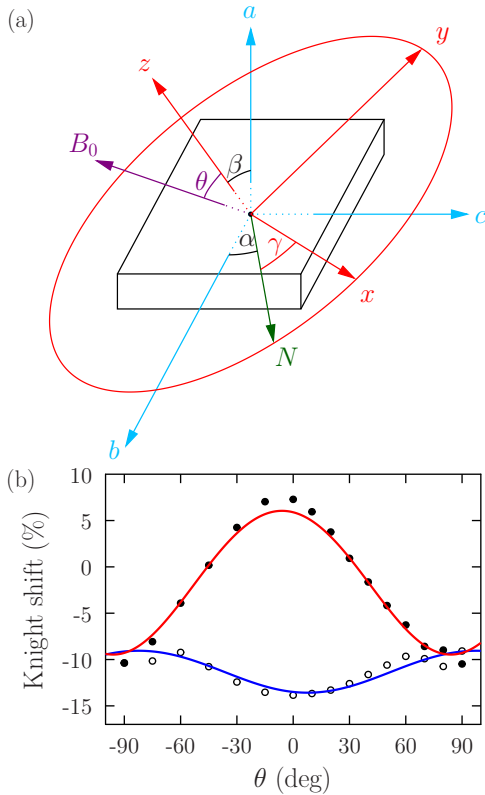 (a)
a
y
z
B₀
β
θ
c
α
γ
x
N
b
(b)
10
5
0
-5
-10
-15
Knight shift (%)
-90 -60 -30 0 30 60 90
θ (deg)